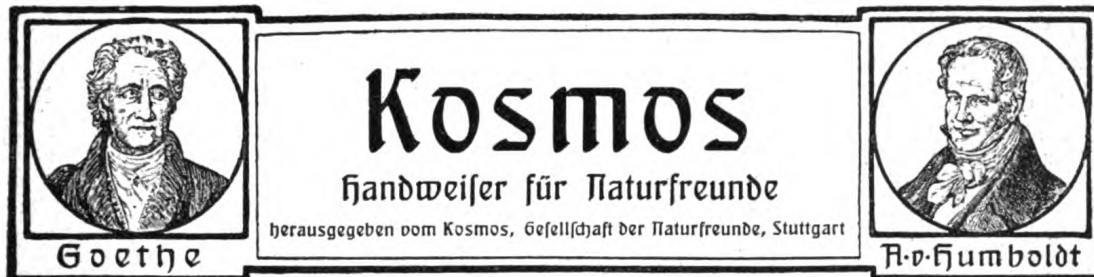 Kosmos
Handweiſer für Naturfreunde
herausgegeben vom Kosmos, Geſellſchaft der Naturfreunde, Stuttgart
Goethe
A.v.Humboldt